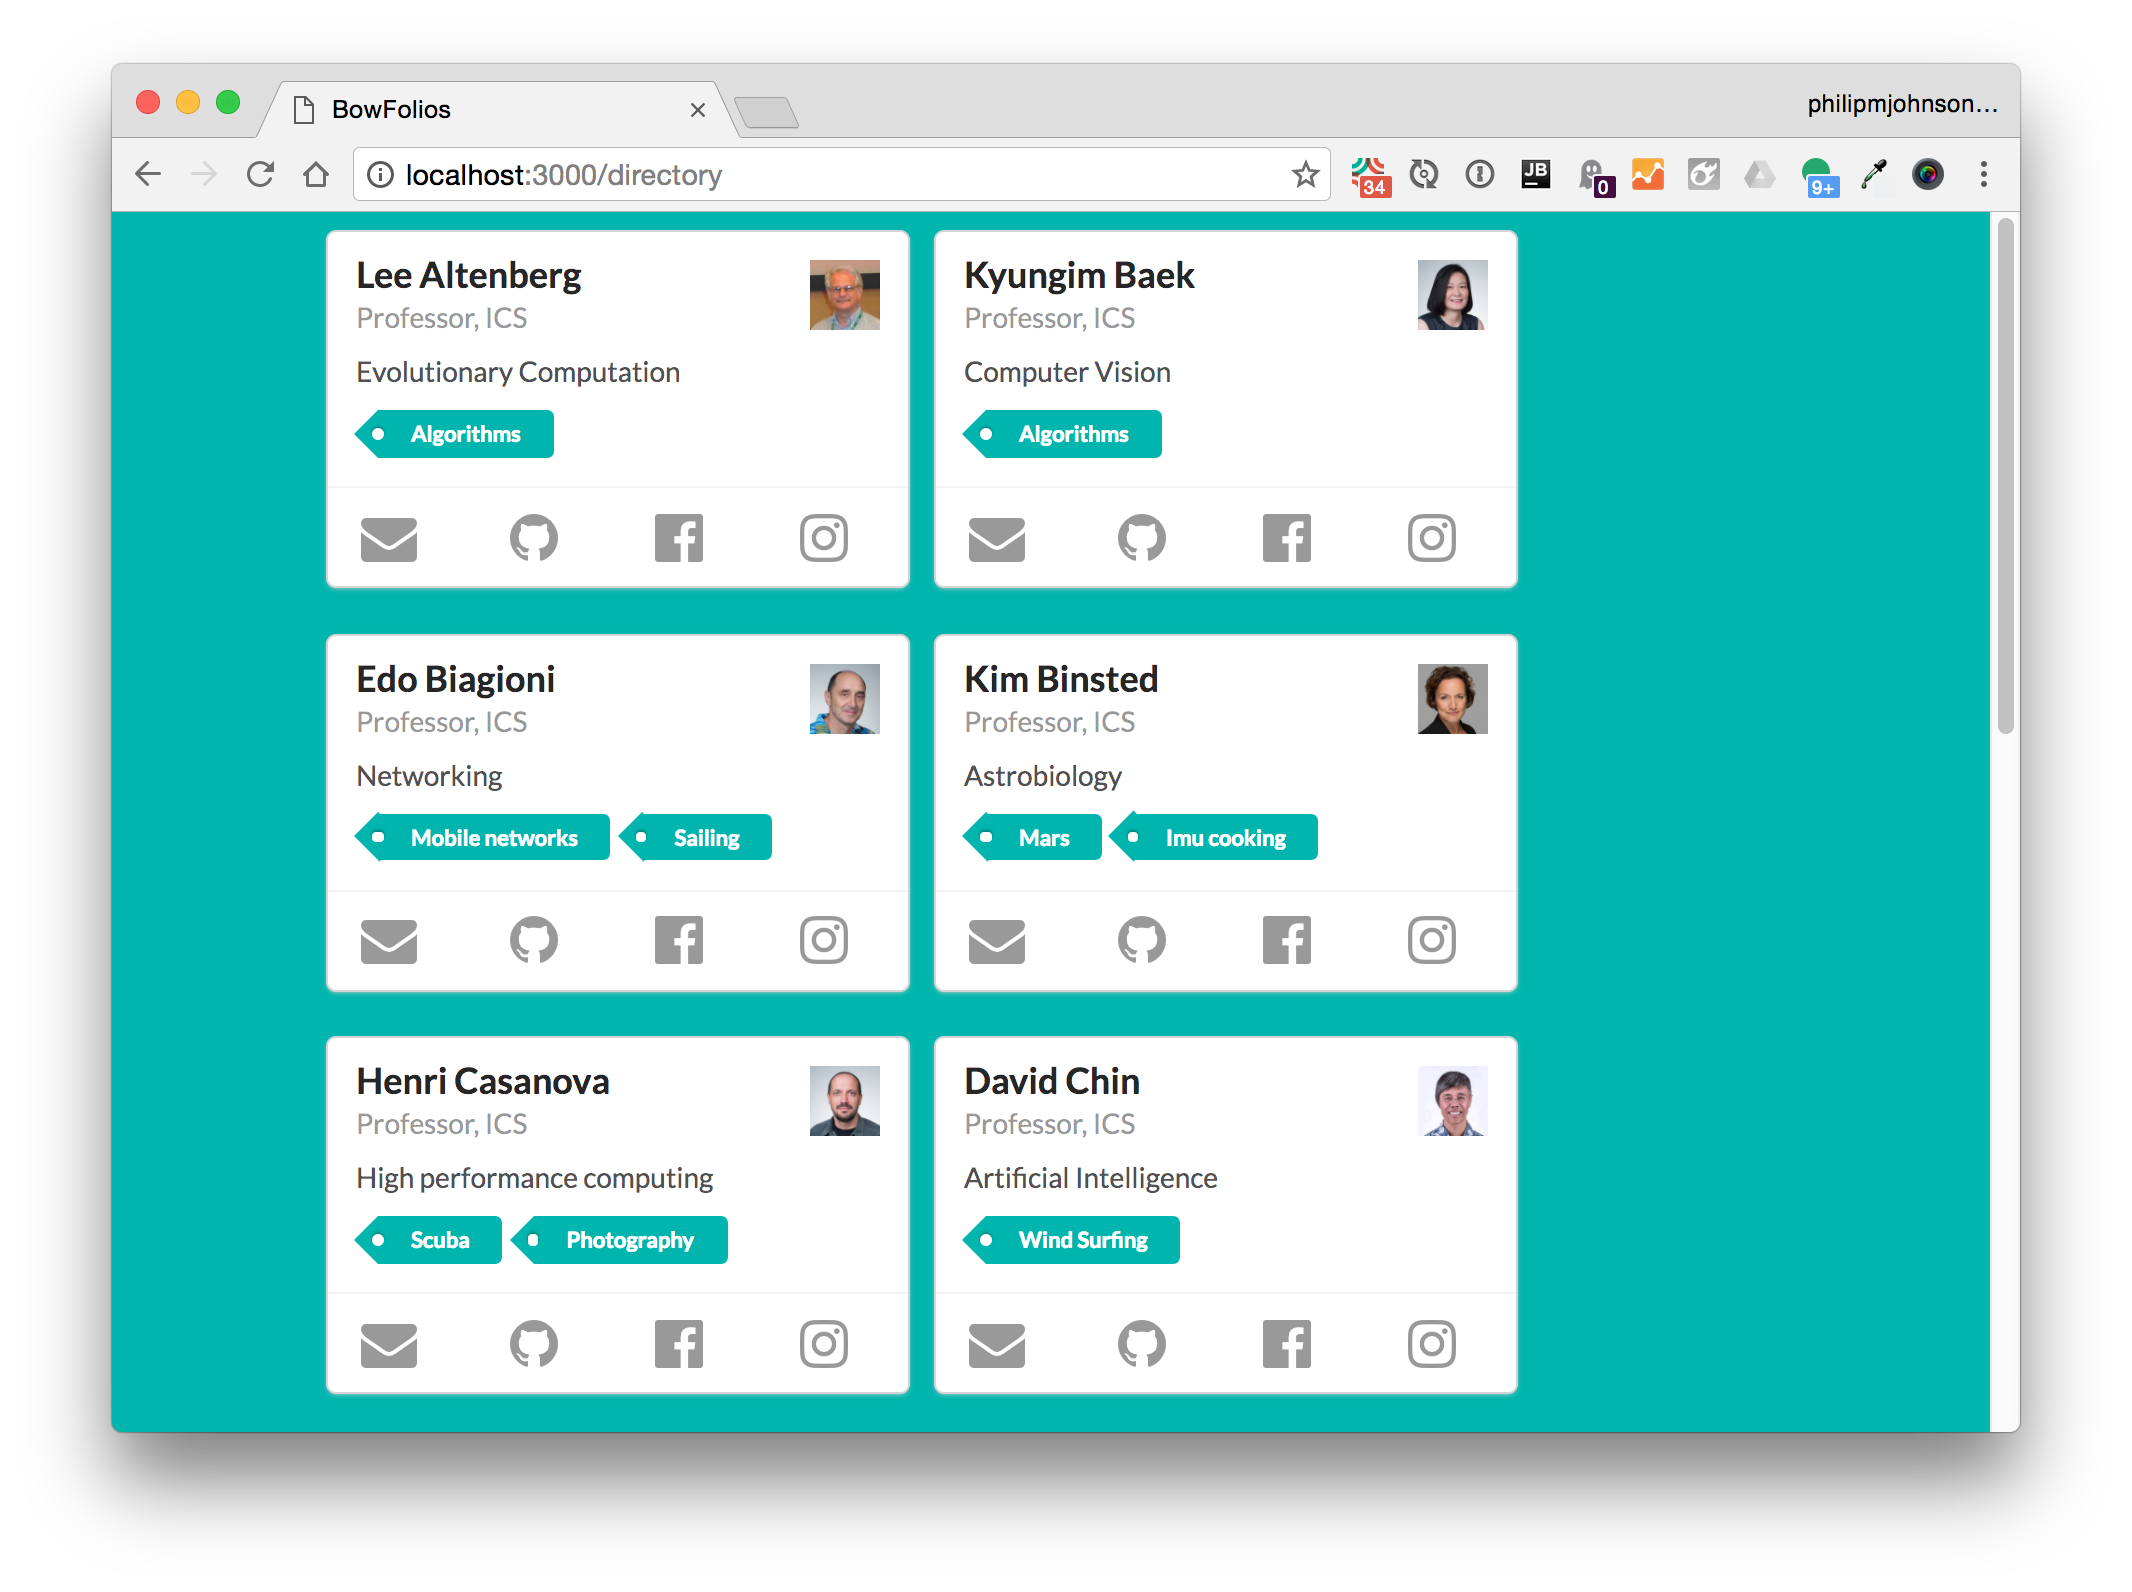 BowFolios
philipmjohnson...
localhost:3000/directory
34
JB
0
9+
Lee Altenberg
Professor, ICS
Evolutionary Computation
Algorithms
Kyungim Baek
Professor, ICS
Computer Vision
Algorithms
Edo Biagioni
Professor, ICS
Networking
Mobile networks Sailing
Kim Binsted
Professor, ICS
Astrobiology
Mars Imu cooking
Henri Casanova
Professor, ICS
High performance computing
Scuba Photography
David Chin
Professor, ICS
Artificial Intelligence
Wind Surfing